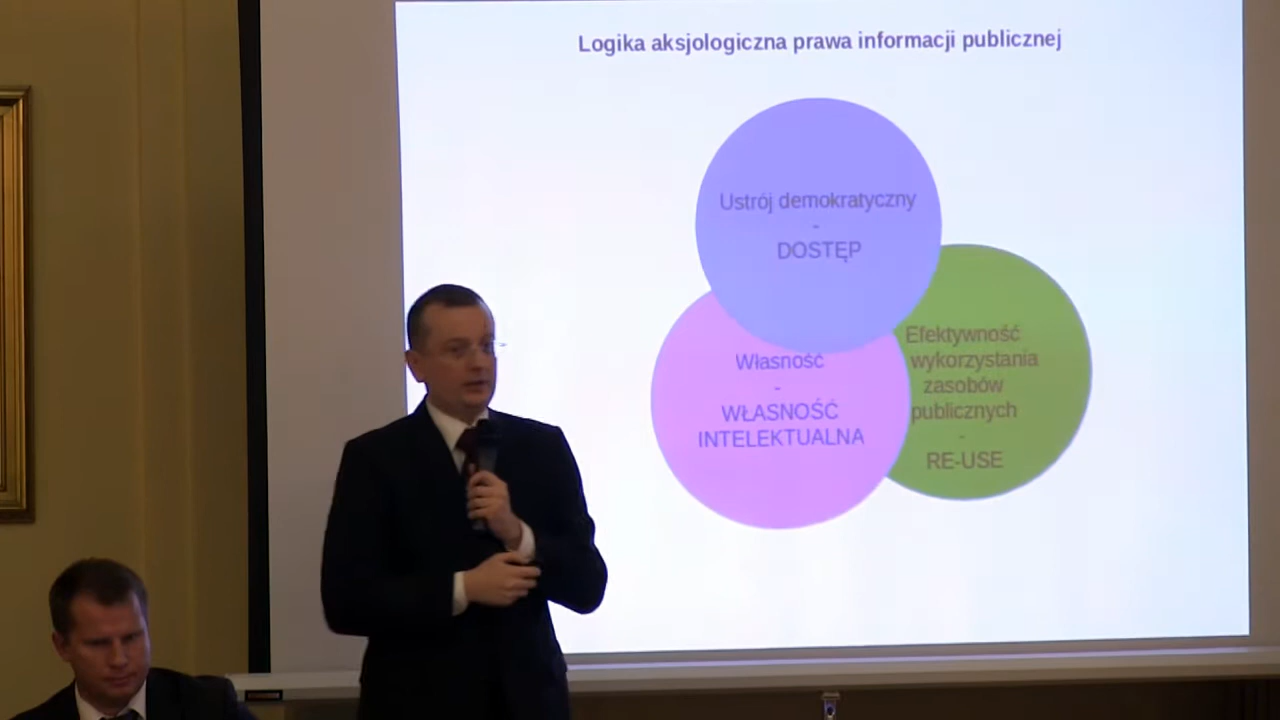 Logika aksjologiczna prawa informacji publicznej
Ustrój demokratyczny
-
DOSTĘP
Własność
-
WŁASNOŚĆ
INTELEKTUALNA
Efektywność
wykorzystania
zasobów
publicznych
-
RE-USE